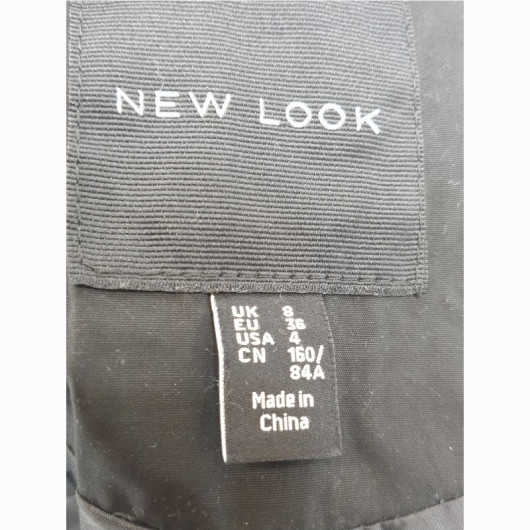 NEW LOOK
UK 8
EU 36
USA 4
CN 160/
84A
Made in
China